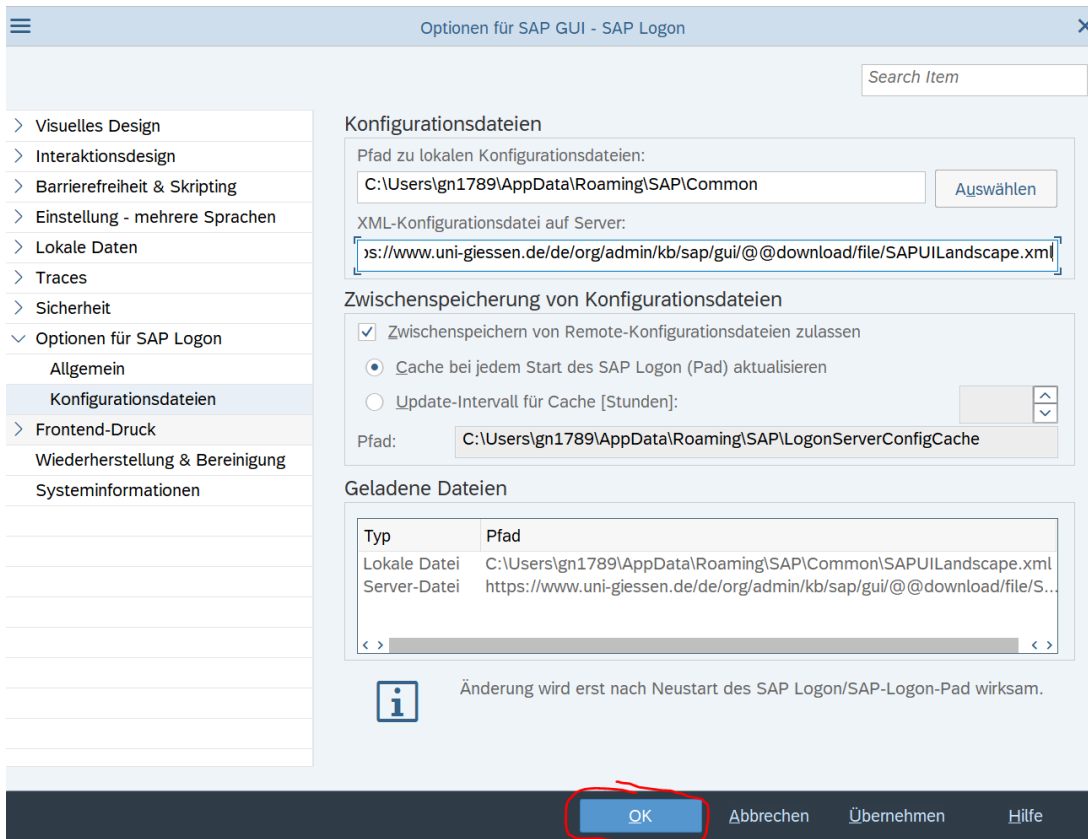 Optionen für SAP GUI - SAP Logon
Search Item
Visuelles Design
Interaktionsdesign
Barrierefreiheit & Skripting
Einstellung - mehrere Sprachen
Lokale Daten
Traces
Sicherheit
Optionen für SAP Logon
Allgemein
Konfigurationsdateien
Frontend-Druck
Wiederherstellung & Bereinigung
Systeminformationen
Konfigurationsdateien
Pfad zu lokalen Konfigurationsdateien:
C:\Users\gn1789\AppData\Roaming\SAP\Common
Auswählen
XML-Konfigurationsdatei auf Server:
ps://www.uni-giessen.de/de/org/admin/kb/sap/gui/@@download/file/SAPUILandscape.xml
Zwischenspeicherung von Konfigurationsdateien
Zwischenspeichern von Remote-Konfigurationsdateien zulassen
Cache bei jedem Start des SAP Logon (Pad) aktualisieren
Update-Intervall für Cache [Stunden]:
Pfad: C:\Users\gn1789\AppData\Roaming\SAP\LogonServerConfigCache
Geladene Dateien
Typ Pfad
Lokale Datei C:\Users\gn1789\AppData\Roaming\SAP\Common\SAPUILandscape.xml
Server-Datei https://www.uni-giessen.de/de/org/admin/kb/sap/gui/@@download/file/S...
Änderung wird erst nach Neustart des SAP Logon/SAP-Logon-Pad wirksam.
OK Abbrechen Übernehmen Hilfe